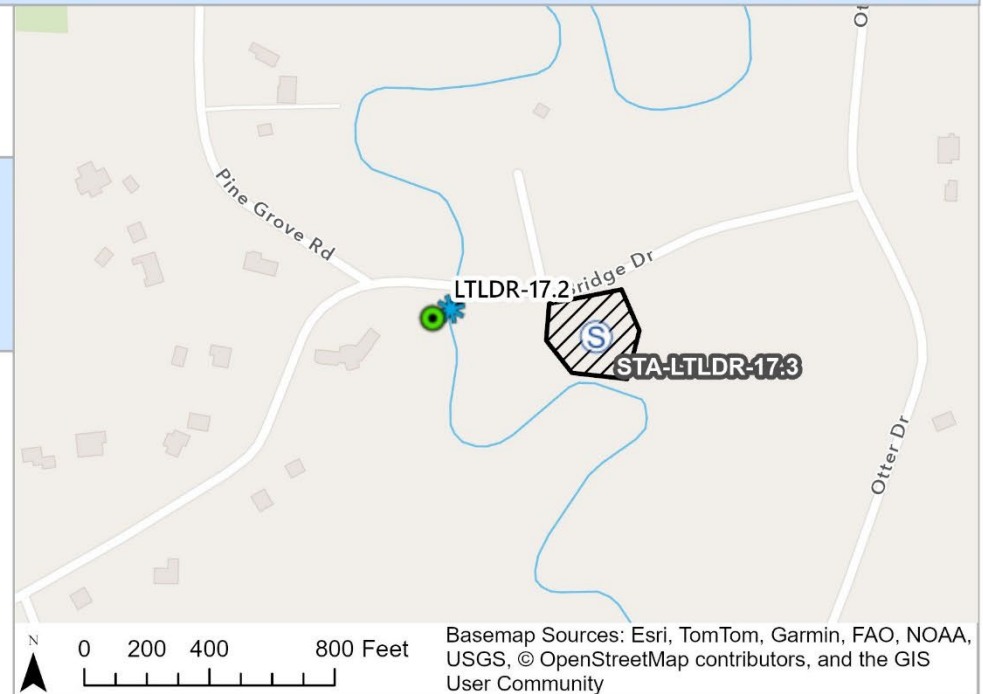 Ot
Pine Grove Rd
Bridge Dr
LTLDR-17.2
S
STA-LTLDR-17.3
Otter Dr
N
0 200 400 800 Feet
Basemap Sources: Esri, TomTom, Garmin, FAO, NOAA,
USGS, © OpenStreetMap contributors, and the GIS
User Community